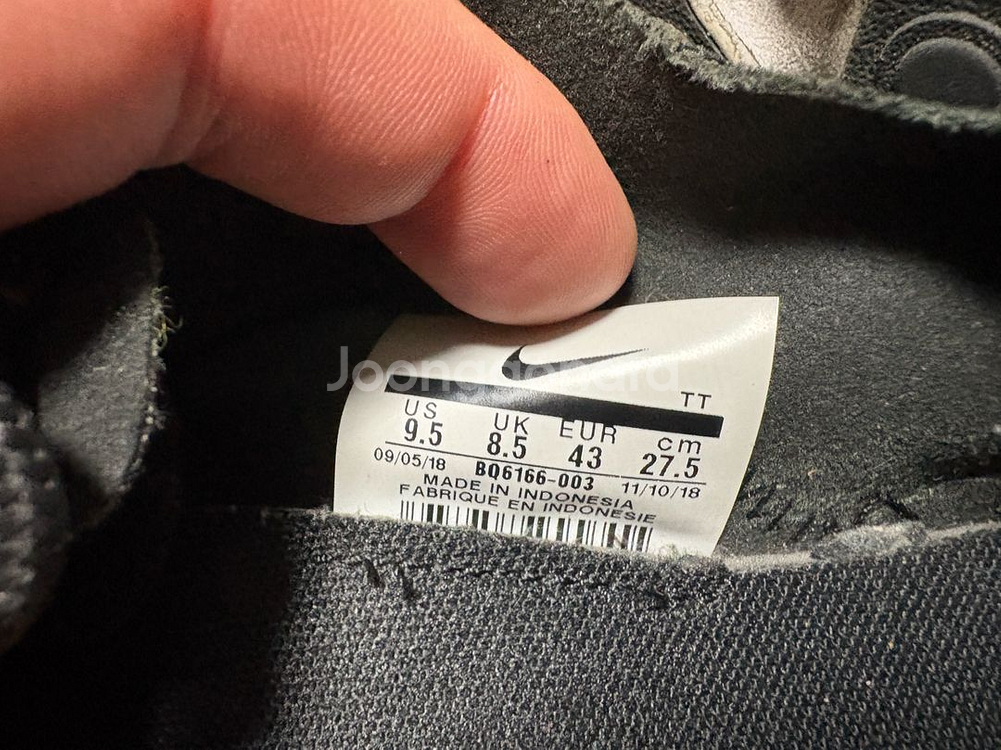 Joonggonara
TT
US UK EUR cm
9.5 8.5 43 27.5
09/05/18 BQ6166-003 11/10/18
MADE IN INDONESIA
FABRIQUE EN INDONESIE